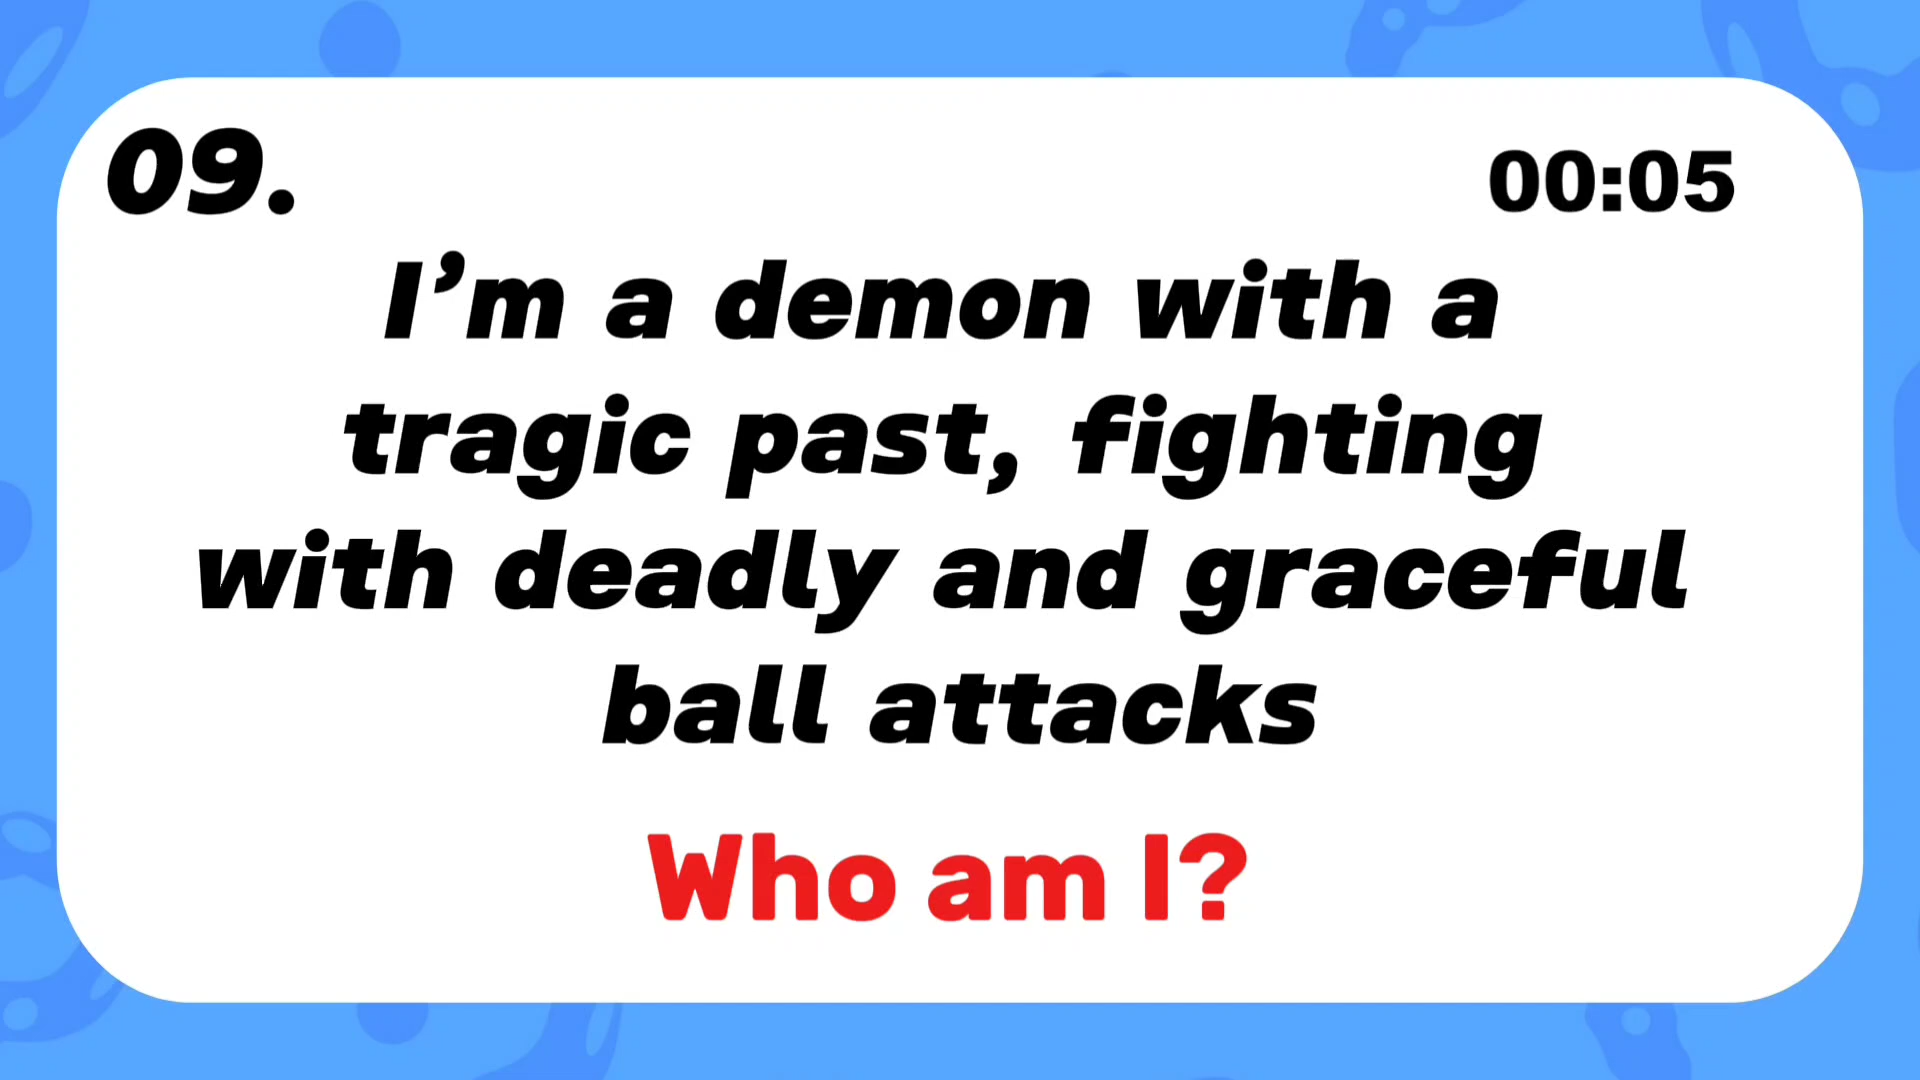 09.
00:05
I’m a demon with a
tragic past, fighting
with deadly and graceful
ball attacks
Who am I?